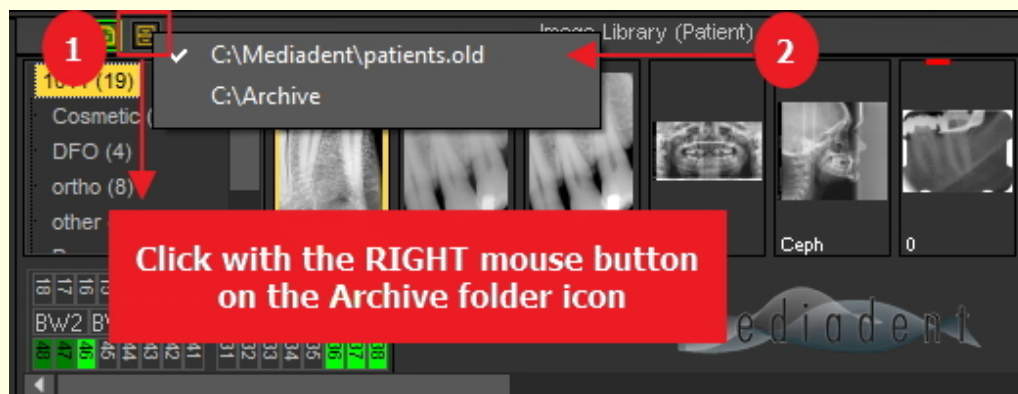 1
Image Library (Patient)
2
C:\Mediadent\patients.old
C:\Archive
(19)
Cosmetic (
DFO (4)
ortho (8)
other
Click with the RIGHT mouse button
on the Archive folder icon
Ceph
0
18 17 16
BW2
48 47 46 45 44 43 42 41 31 32 33 34 35 36 37 38
Mediadent